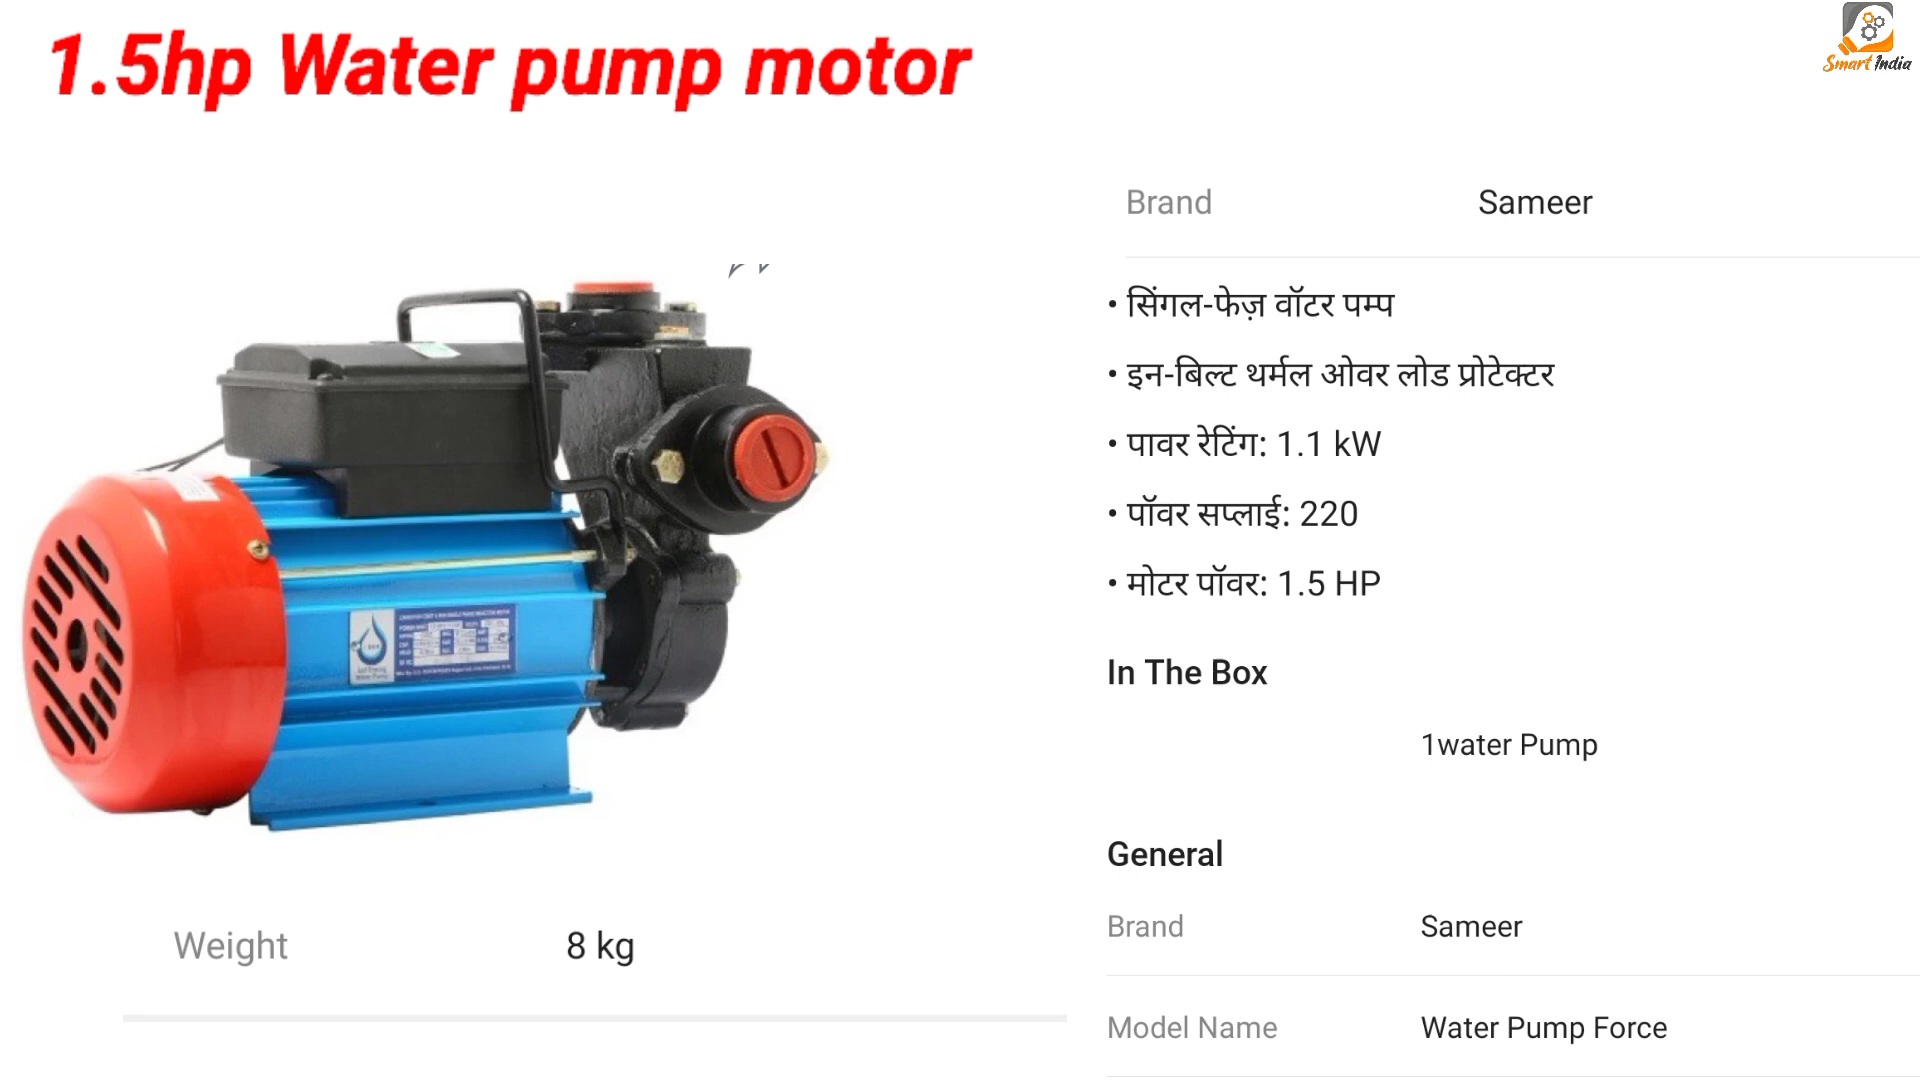 1.5hp Water pump motor
Smart India
Brand Sameer
• सिंगल-फेज़ वॉटर पम्प
• इन-बिल्ट थर्मल ओवर लोड प्रोटेक्टर
• पावर रेटिंग: 1.1 kW
• पॉवर सप्लाई: 220
• मोटर पॉवर: 1.5 HP
In The Box
1water Pump
General
Brand Sameer
Model Name Water Pump Force
Weight 8 kg